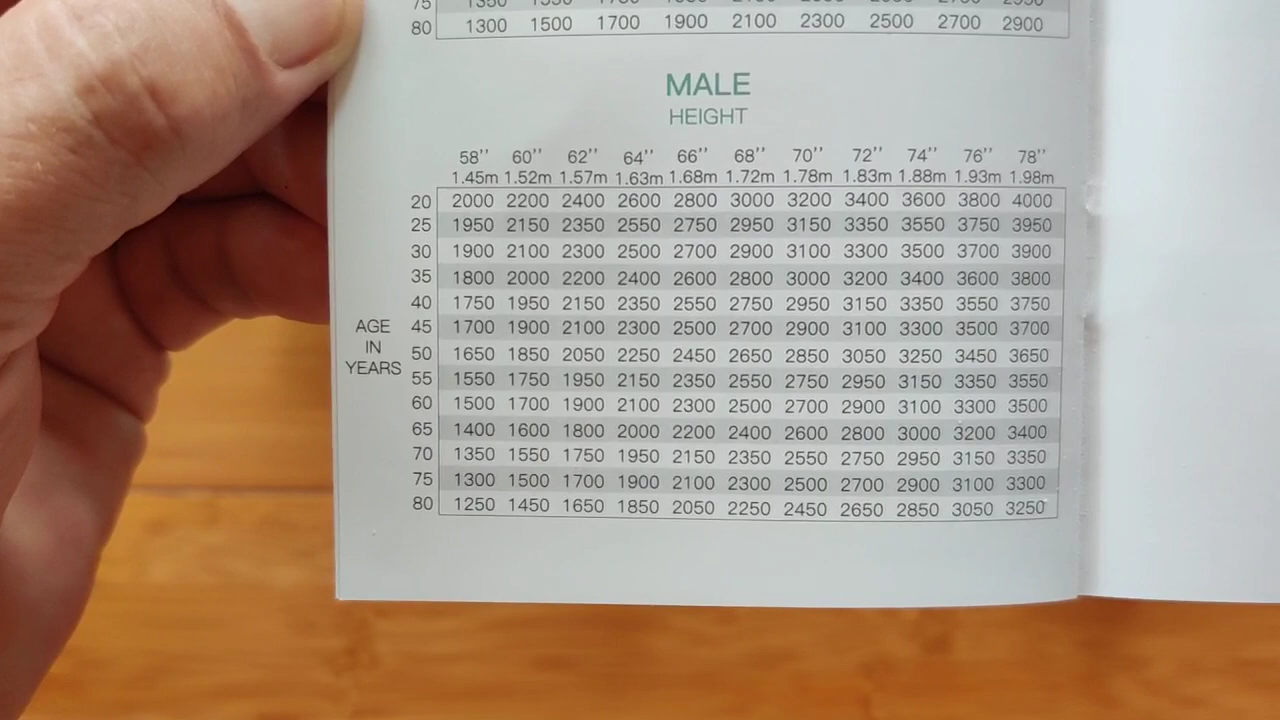 80 1300 1500 1700 1900 2100 2300 2500 2700 2900
MALE
HEIGHT
58'' 60'' 62'' 64'' 66'' 68'' 70'' 72'' 74'' 76'' 78''
1.45m 1.52m 1.57m 1.63m 1.68m 1.72m 1.78m 1.83m 1.88m 1.93m 1.98m
AGE
IN
YEARS
20 2000 2200 2400 2600 2800 3000 3200 3400 3600 3800 4000
25 1950 2150 2350 2550 2750 2950 3150 3350 3550 3750 3950
30 1900 2100 2300 2500 2700 2900 3100 3300 3500 3700 3900
35 1800 2000 2200 2400 2600 2800 3000 3200 3400 3600 3800
40 1750 1950 2150 2350 2550 2750 2950 3150 3350 3550 3750
45 1700 1900 2100 2300 2500 2700 2900 3100 3300 3500 3700
50 1650 1850 2050 2250 2450 2650 2850 3050 3250 3450 3650
55 1550 1750 1950 2150 2350 2550 2750 2950 3150 3350 3550
60 1500 1700 1900 2100 2300 2500 2700 2900 3100 3300 3500
65 1400 1600 1800 2000 2200 2400 2600 2800 3000 3200 3400
70 1350 1550 1750 1950 2150 2350 2550 2750 2950 3150 3350
75 1300 1500 1700 1900 2100 2300 2500 2700 2900 3100 3300
80 1250 1450 1650 1850 2050 2250 2450 2650 2850 3050 3250